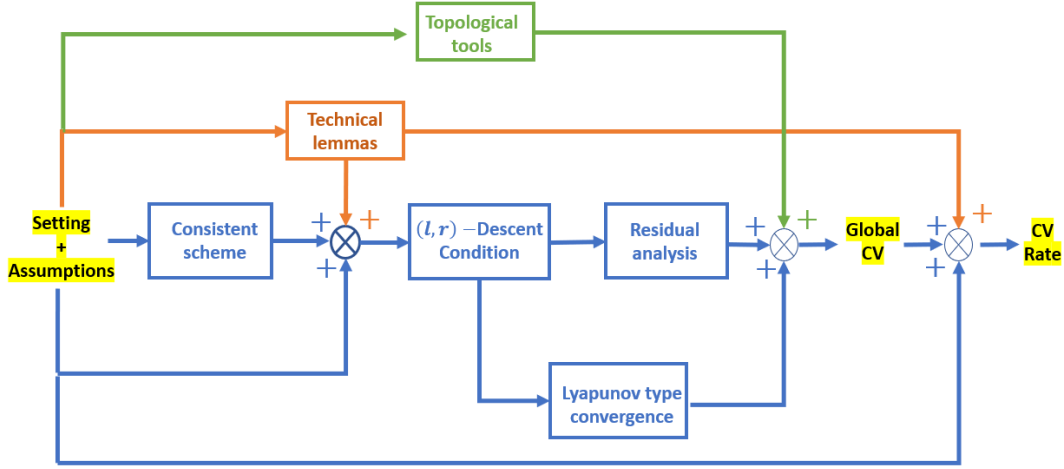 Topological
tools
Technical
lemmas
Setting
+
Assumptions
Consistent
scheme
+
+
+
(l, r) −Descent
Condition
Residual
analysis
+
+
+
Global
CV
+
+
+
CV
Rate
Lyapunov type
convergence